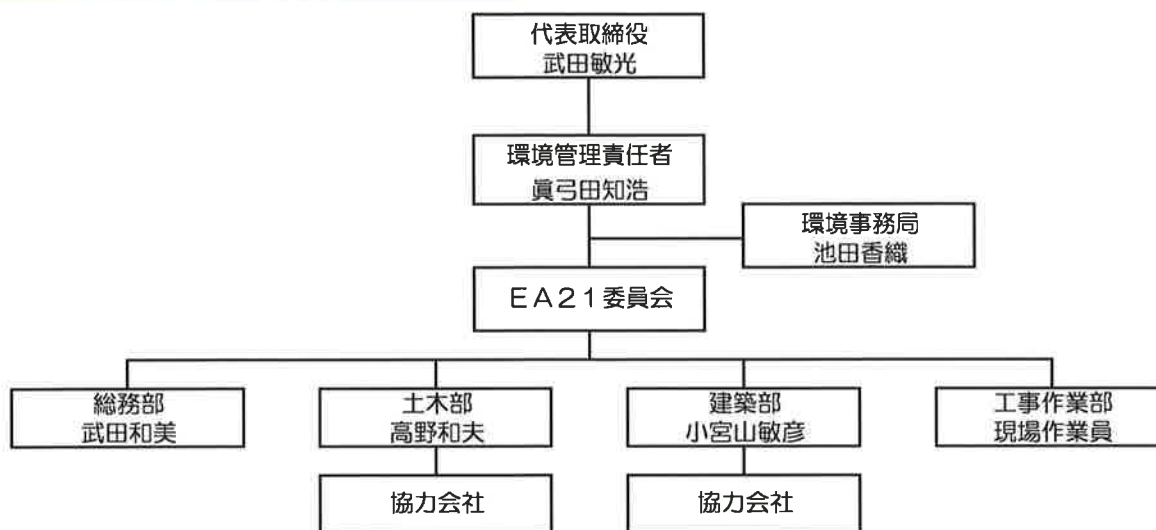 代表取締役
武田敏光
環境管理責任者
眞弓田知浩
環境事務局
池田香織
ＥＡ２１委員会
総務部
武田和美
土木部
高野和夫
建築部
小宮山敏彦
工事作業部
現場作業員
協力会社
協力会社